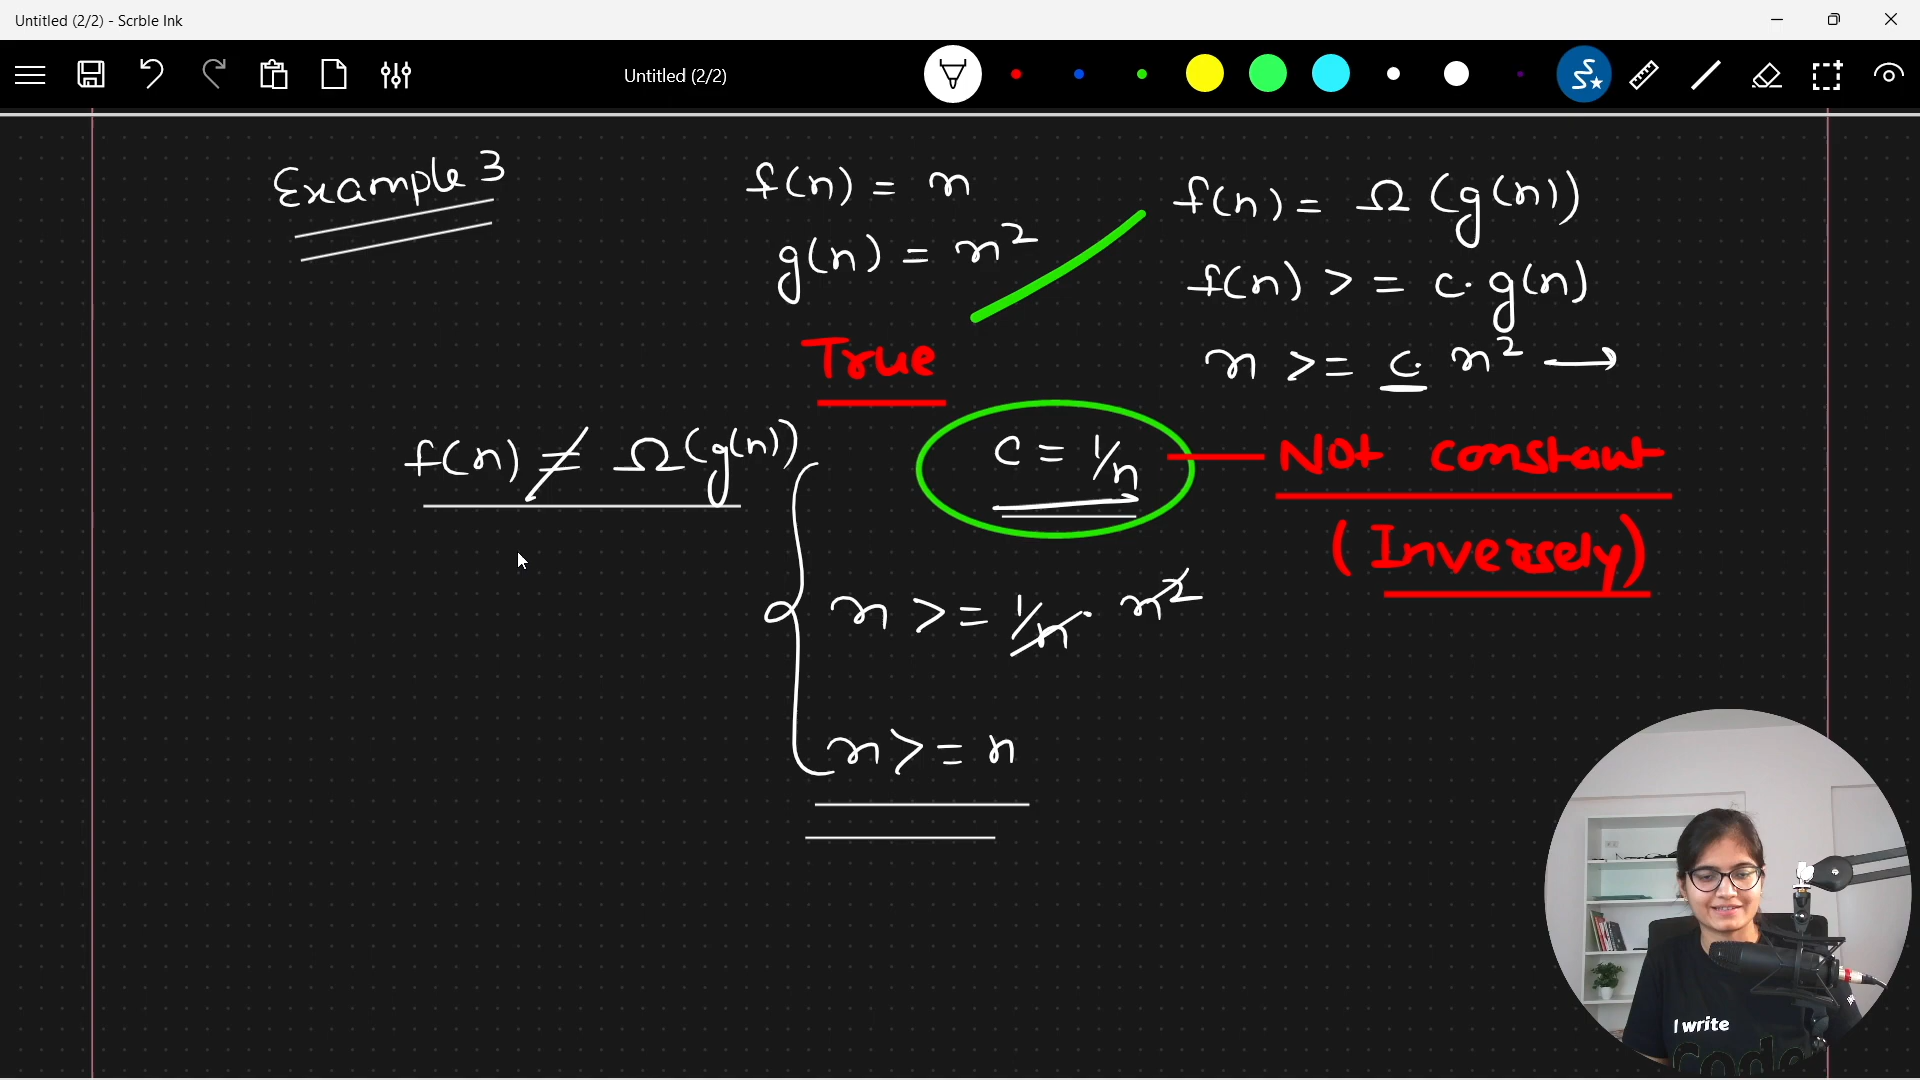 Untitled (2/2) - Scrble Ink
Untitled (2/2)
Example 3
f(n) = n
g(n) = n²
True
f(n) = Ω (g(n))
f(n) >= c. g(n)
n >= c. n² →
f(n) ≠ Ω(g(n))
c = 1/n
Not constant
(Inversely)
n >= 1/n. n²
n >= n
I write
code